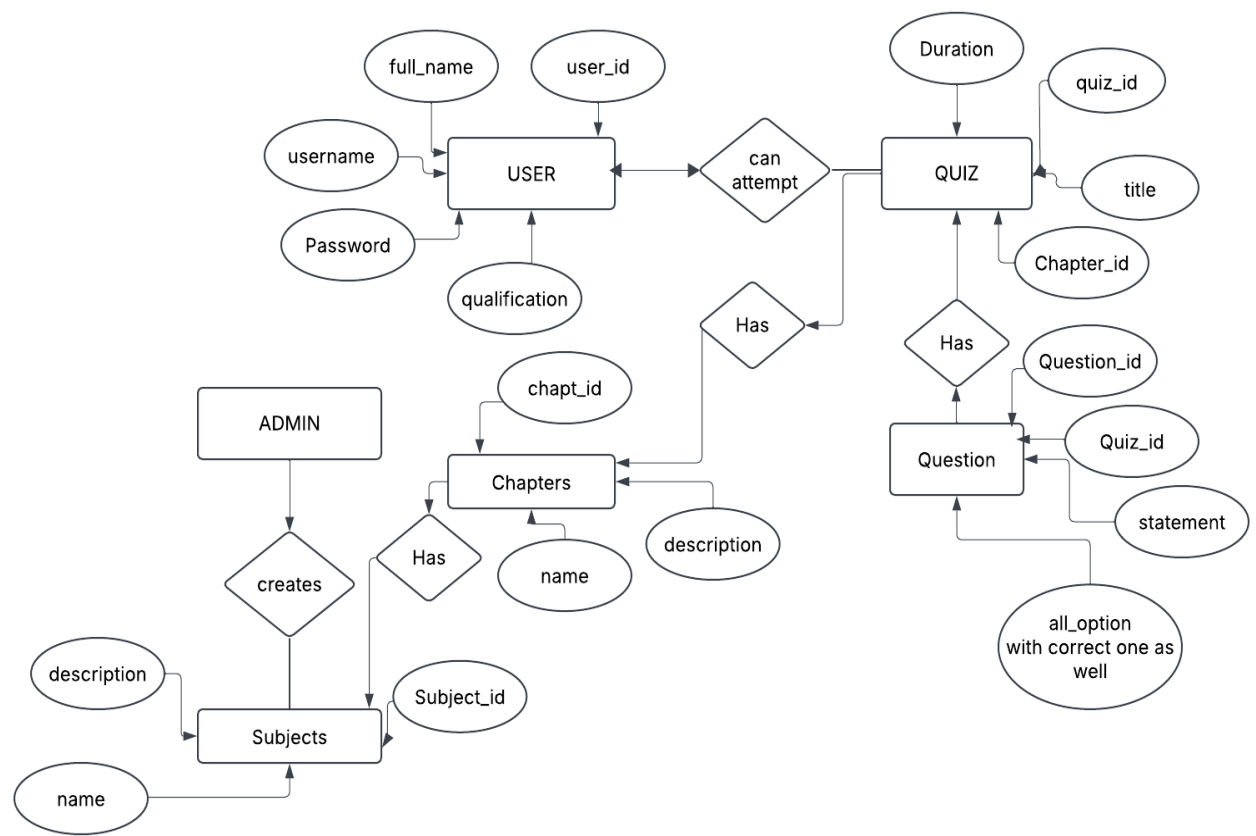 Duration
full_name
user_id
quiz_id
username
USER
can
attempt
QUIZ
title
Password
Chapter_id
qualification
Has
Has
Question_id
chapt_id
ADMIN
Quiz_id
Question
Chapters
statement
description
Has
name
creates
all_option
with correct one as
well
description
Subject_id
Subjects
name